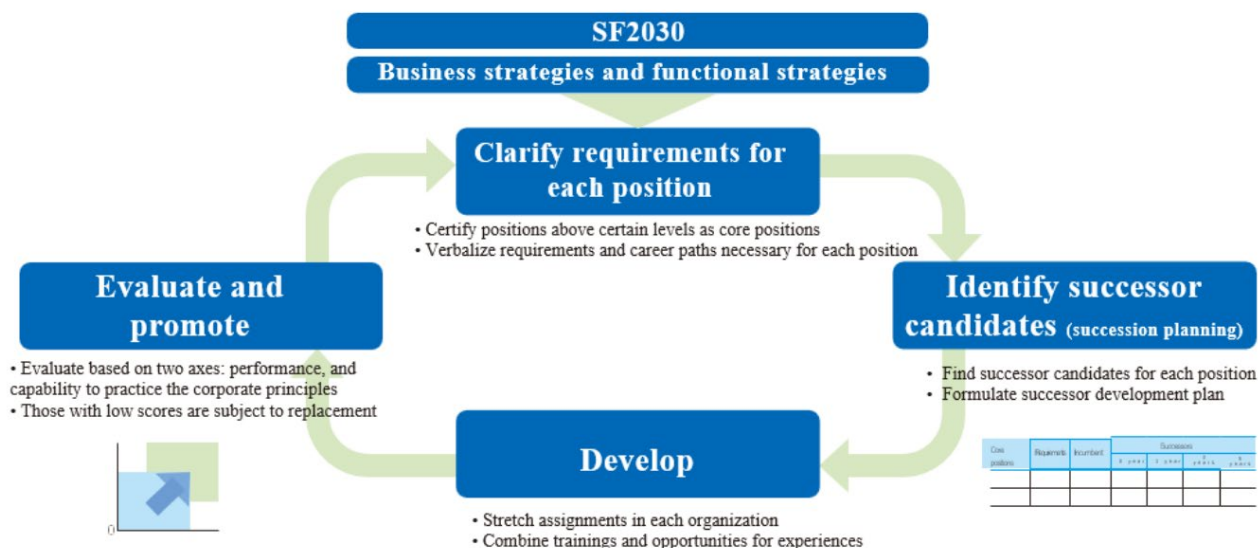 SF2030
Business strategies and functional strategies
Clarify requirements for
each position
• Certify positions above certain levels as core positions
• Verbalize requirements and career paths necessary for each position
Identify successor
candidates (succession planning)
• Find successor candidates for each position
• Formulate successor development plan
Core
positions
Incumbent
Successors
Develop
• Stretch assignments in each organization
• Combine trainings and opportunities for experiences
Evaluate and
promote
• Evaluate based on two axes: performance, and
capability to practice the corporate principles
• Those with low scores are subject to replacement
0